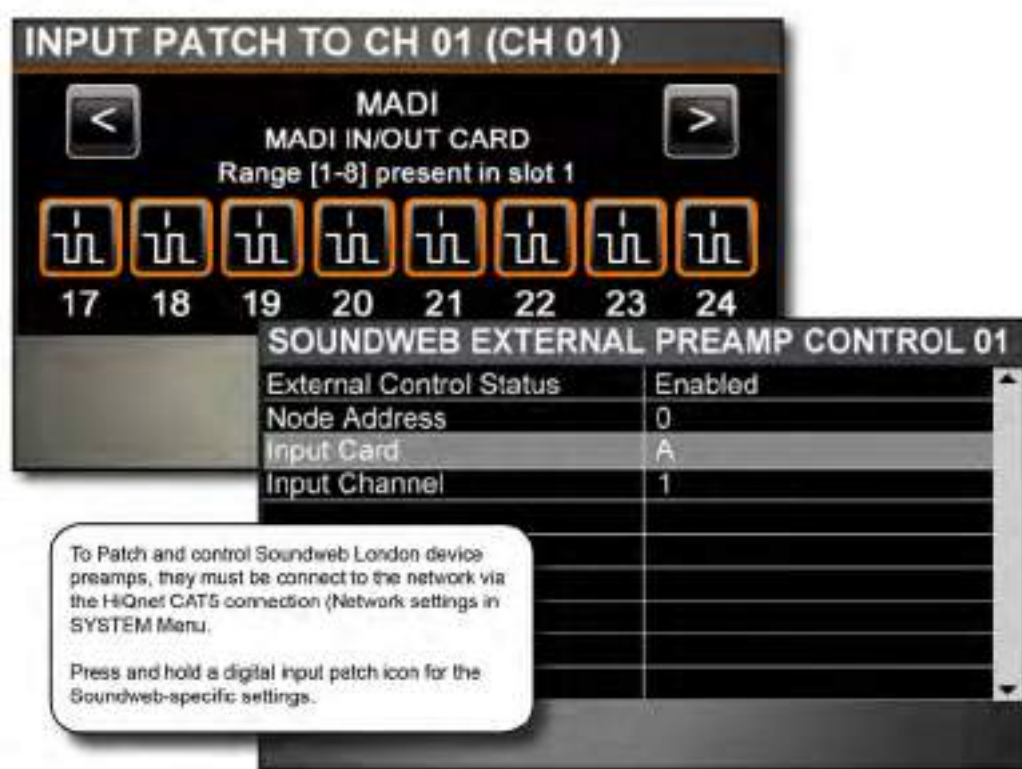 INPUT PATCH TO CH 01 (CH 01)
<
MADI
>
MADI IN/OUT CARD
Range [1-8] present in slot 1
17 18 19 20 21 22 23 24
SOUNDWEB EXTERNAL PREAMP CONTROL 01
External Control Status Enabled
Node Address 0
Input Card A
Input Channel 1
To Patch and control Soundweb London device
preamps, they must be connect to the network via
the HiQnet CAT5 connection (Network settings in
SYSTEM Menu.
Press and hold a digital input patch icon for the
Soundweb-specific settings.